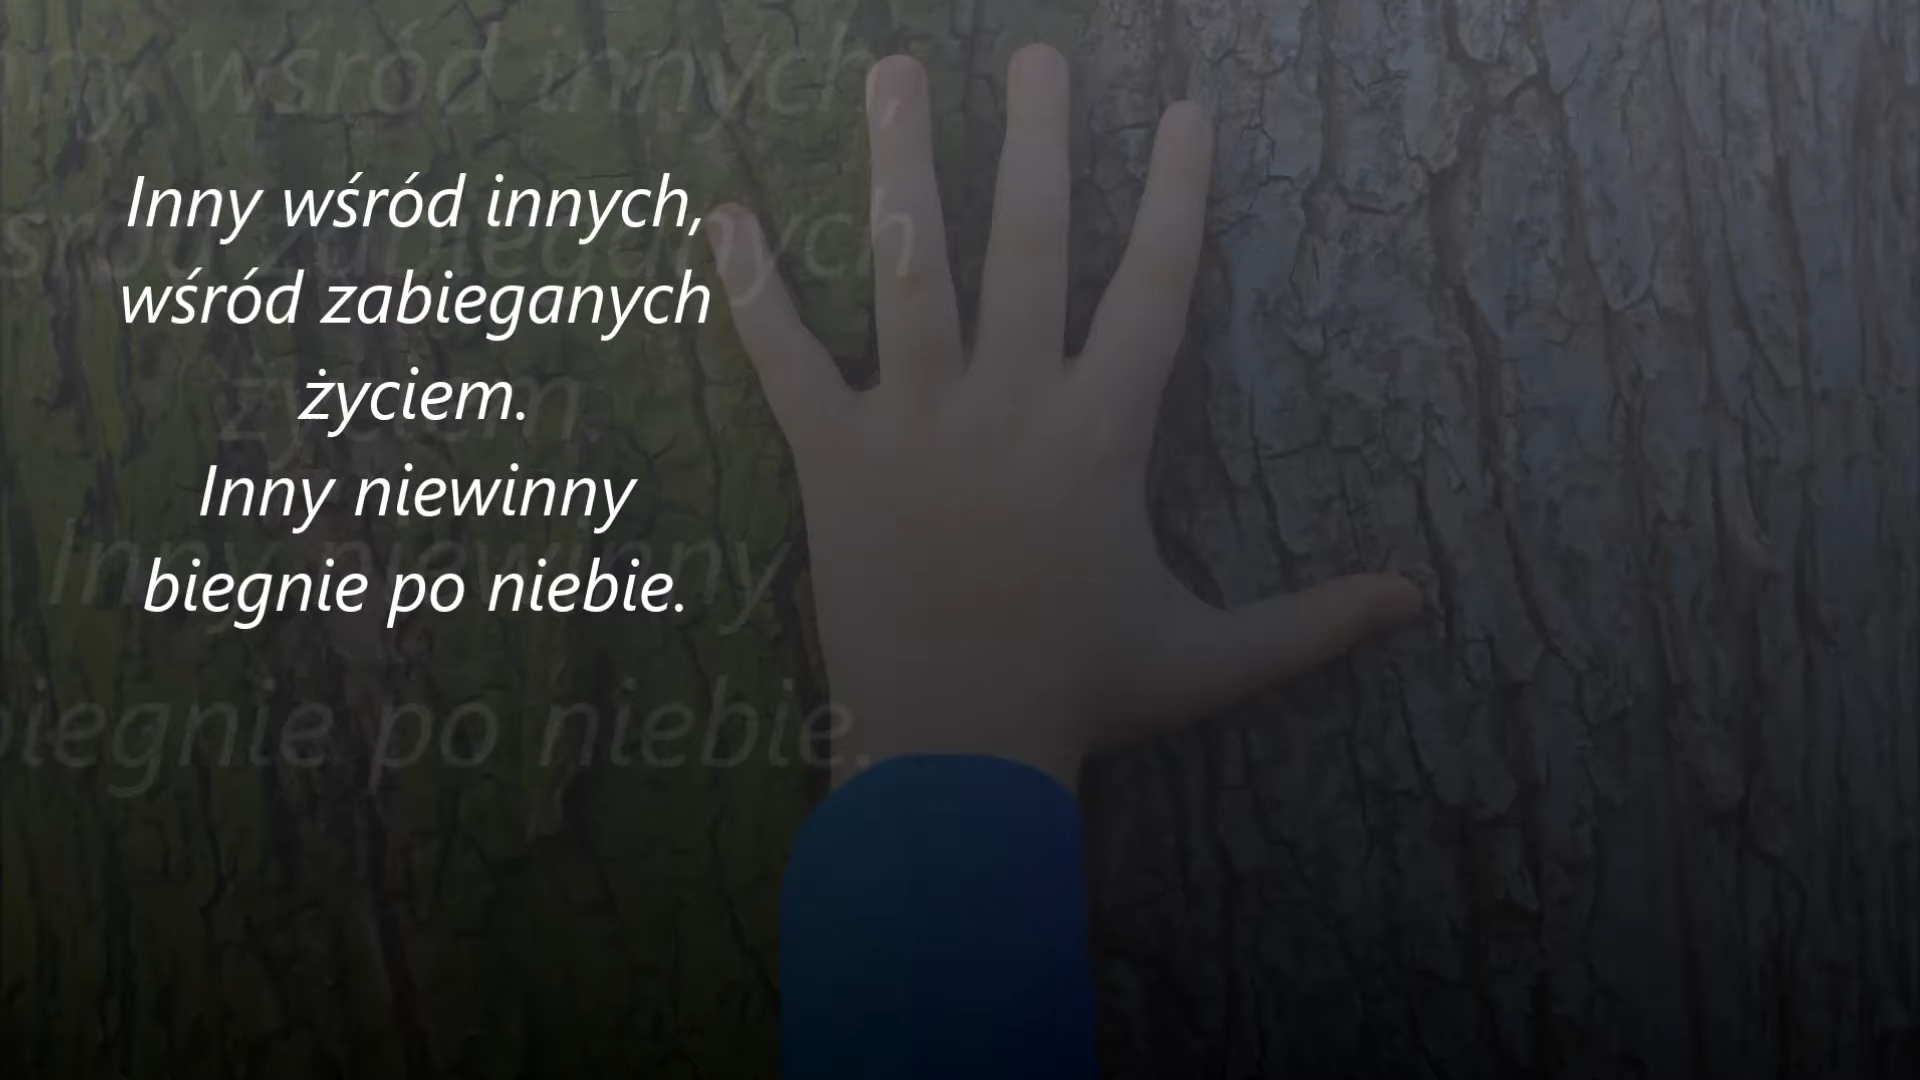 Inny wśród innych,
wśród zabieganych
życiem.
Inny niewinny
biegnie po niebie.